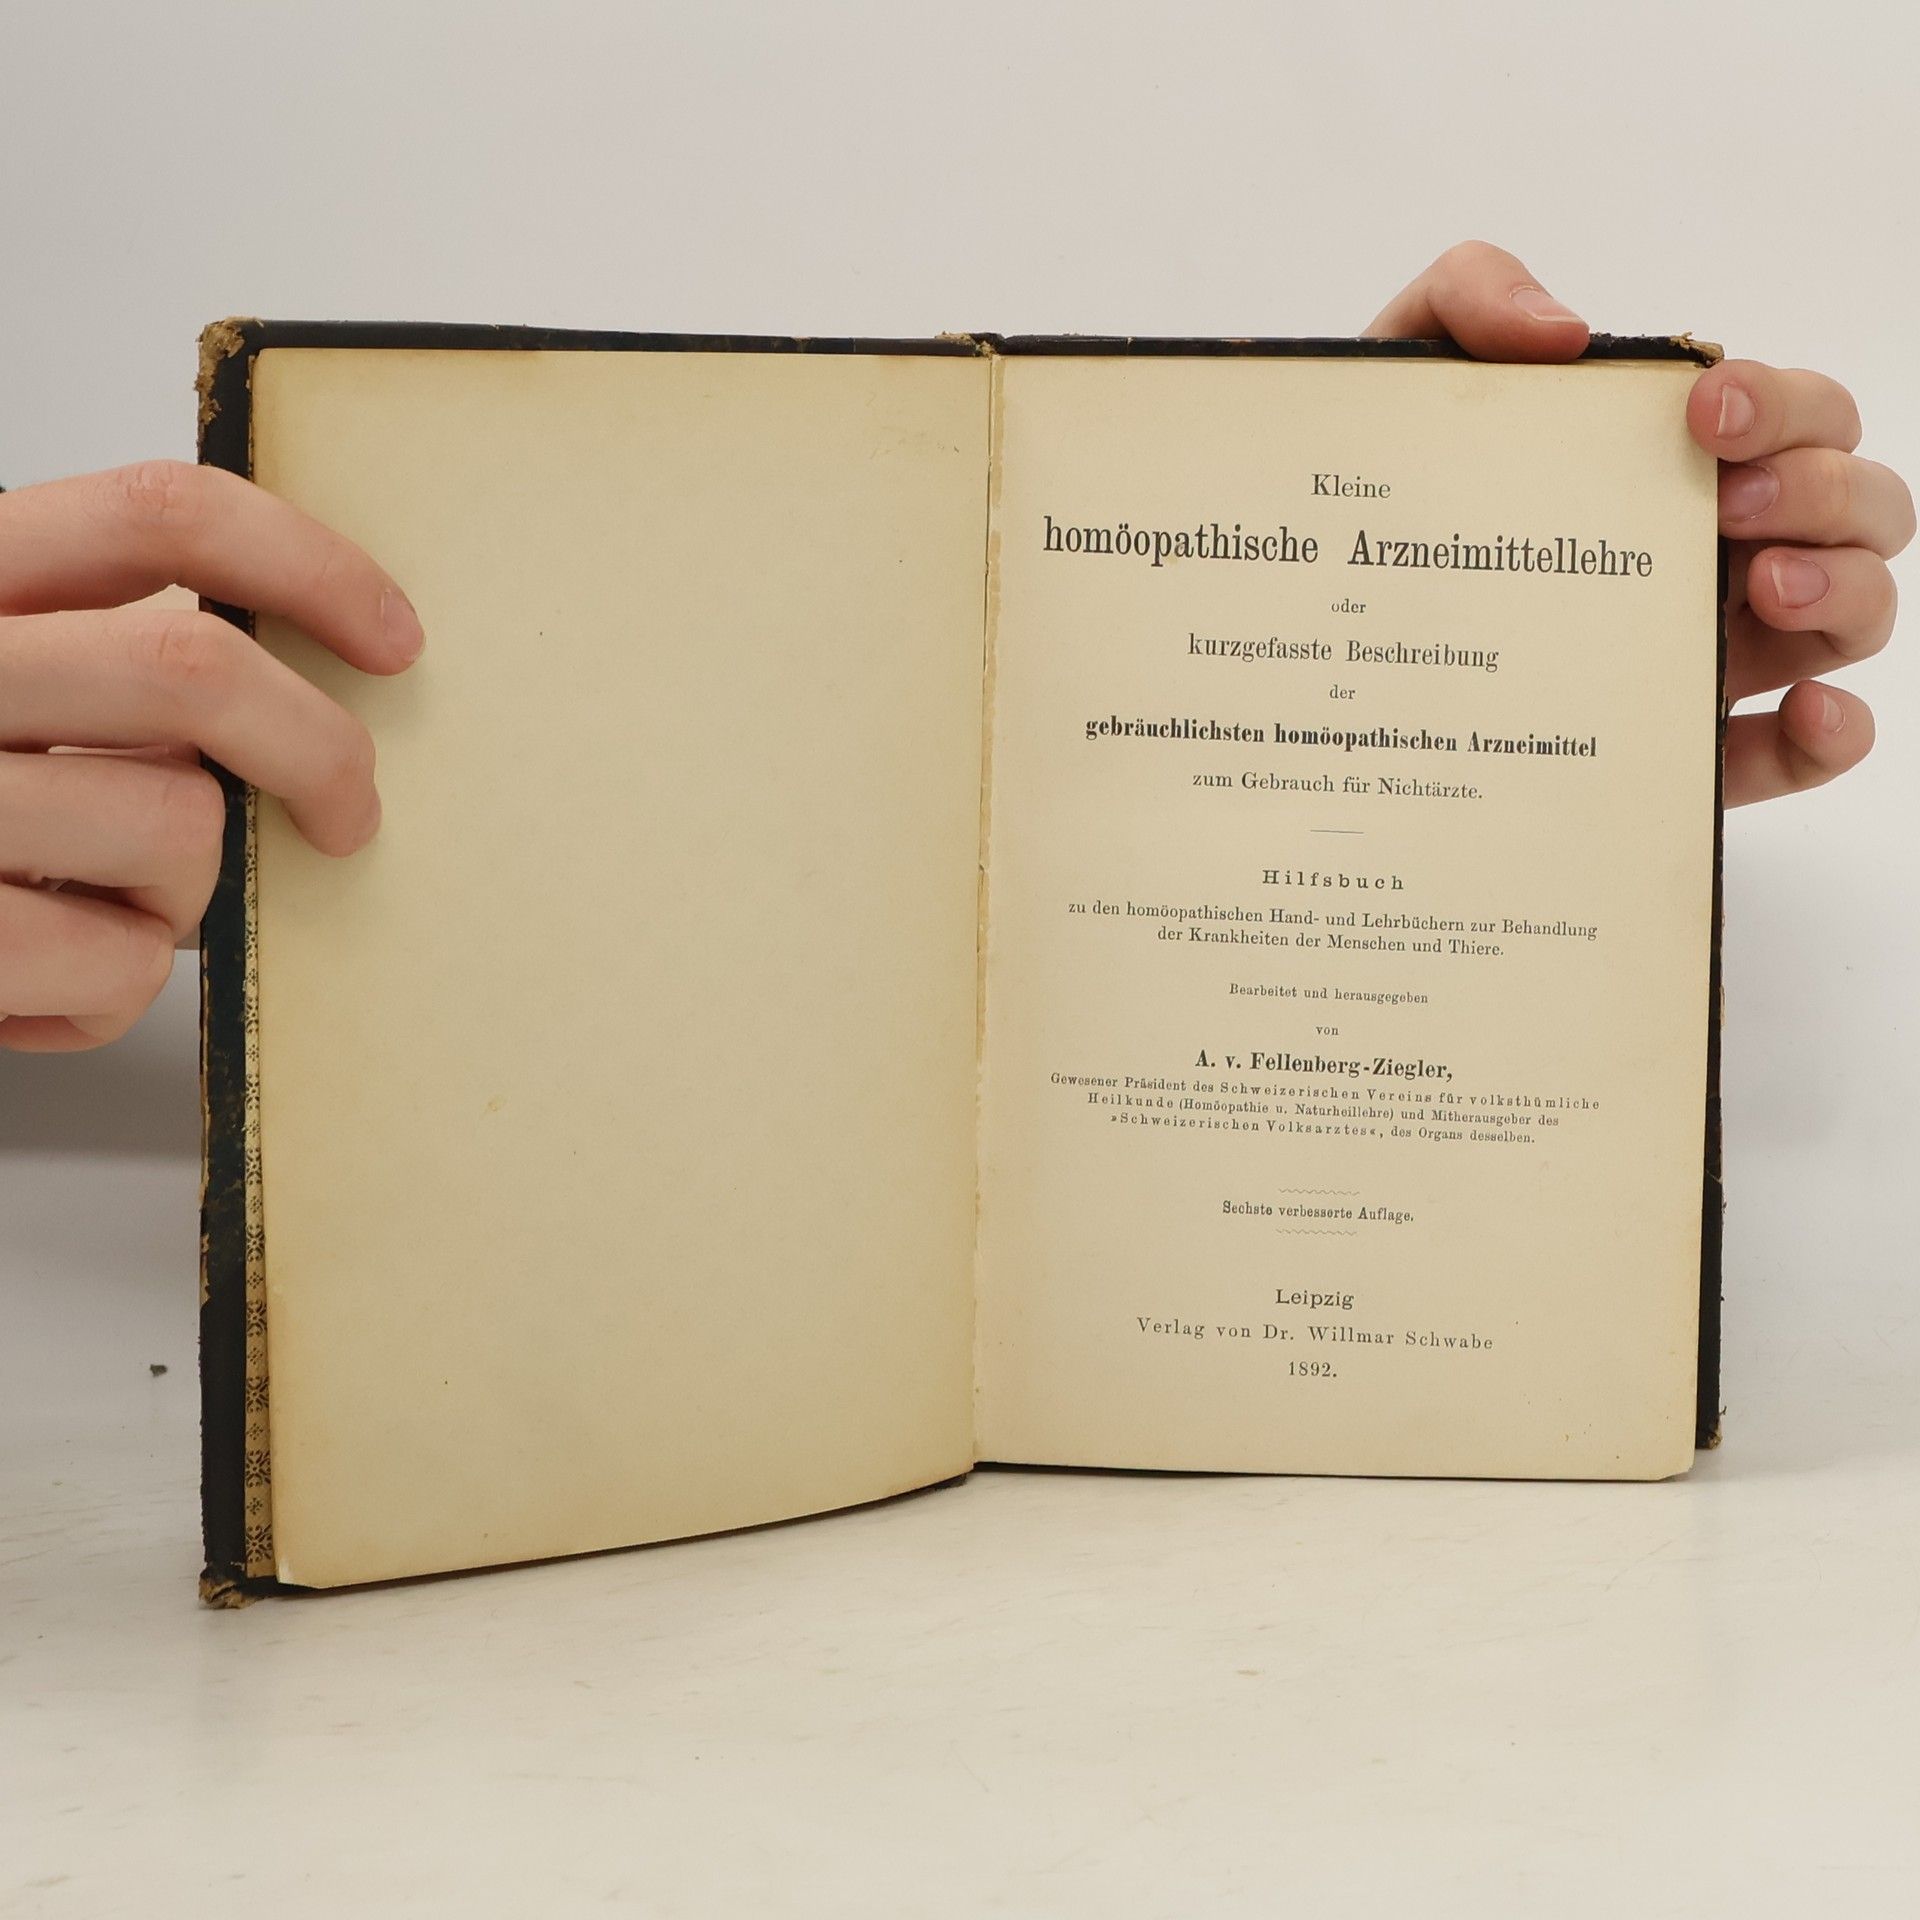 Kleine
homöopathische Arzneimittellehre
oder
kurzgefasste Beschreibung
der
gebräuchlichsten homöopathischen Arzneimittel
zum Gebrauch für Nichtärzte.
Hilfsbuch
zu den homöopathischen Hand- und Lehrbüchern zur Behandlung
der Krankheiten der Menschen und Thiere.
Bearbeitet und herausgegeben
von
A. v. Fellenberg-Ziegler,
Gewesener Präsident des Schweizerischen Vereins für volksthümliche
Heilkunde (Homöopathie u. Naturheillehre) und Mitherausgeber des
»Schweizerischen Volksarztes«, des Organs desselben.
Sechste verbesserte Auflage.
Leipzig
Verlag von Dr. Willmar Schwabe
1892.